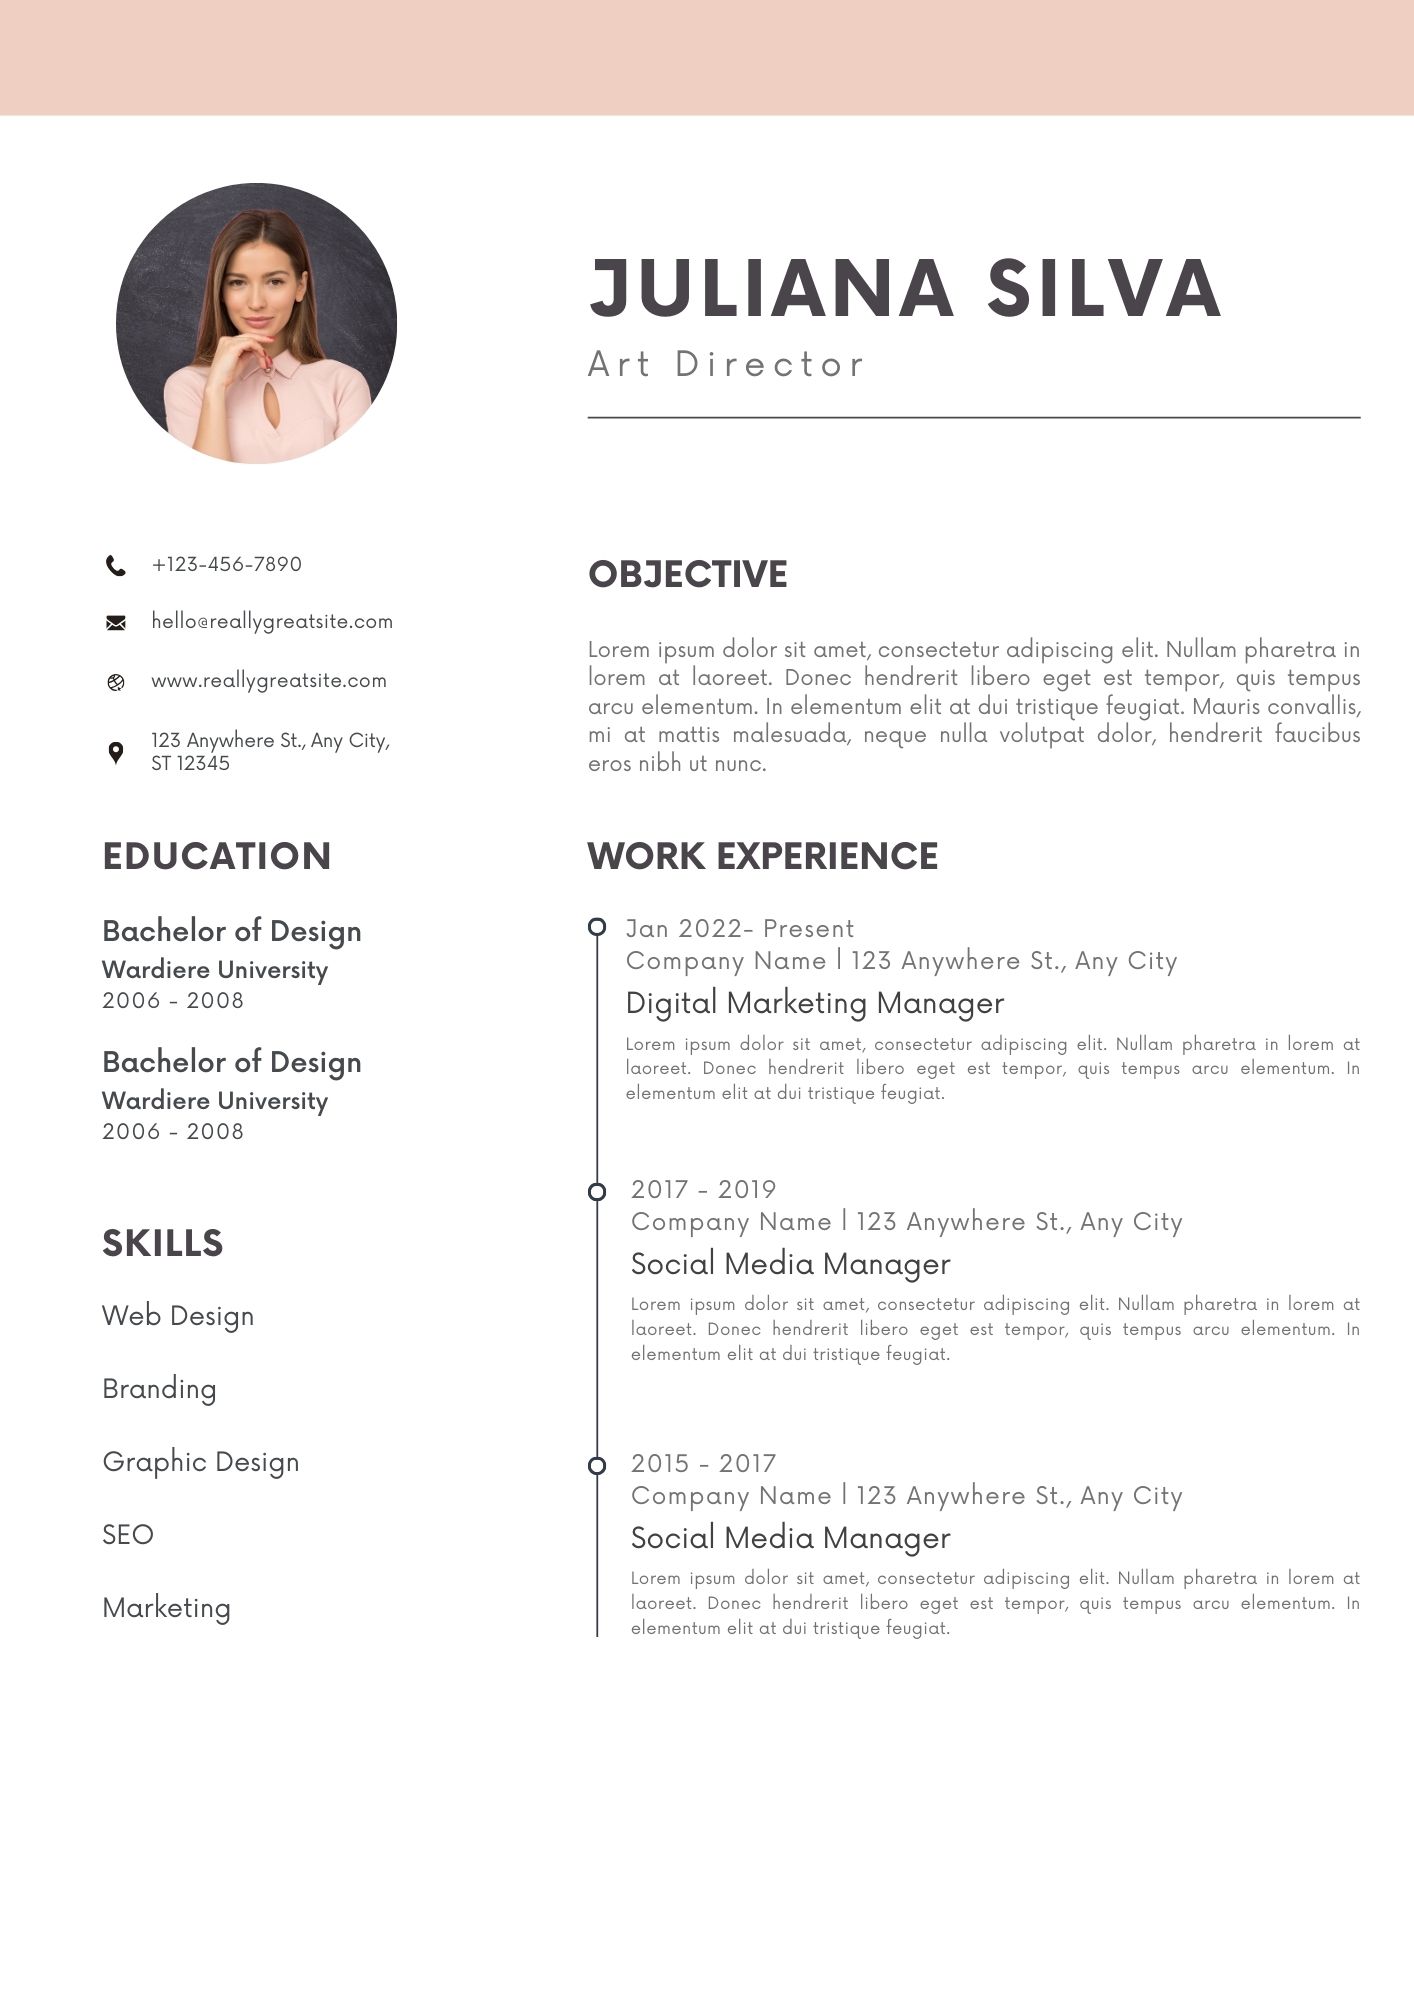 JULIANA SILVA
Art Director
+123-456-7890
hello@reallygreatsite.com
www.reallygreatsite.com
123 Anywhere St., Any City,
ST 12345
EDUCATION
Bachelor of Design
Wardiere University
2006 - 2008
Bachelor of Design
Wardiere University
2006 - 2008
SKILLS
Web Design
Branding
Graphic Design
SEO
Marketing
OBJECTIVE
Lorem ipsum dolor sit amet, consectetur adipiscing elit. Nullam pharetra in
lorem at laoreet. Donec hendrerit libero eget est tempor, quis tempus
arcu elementum. In elementum elit at dui tristique feugiat. Mauris convallis,
mi at mattis malesuada, neque nulla volutpat dolor, hendrerit faucibus
eros nibh ut nunc.
WORK EXPERIENCE
Jan 2022- Present
Company Name | 123 Anywhere St., Any City
Digital Marketing Manager
Lorem ipsum dolor sit amet, consectetur adipiscing elit. Nullam pharetra in lorem at
laoreet. Donec hendrerit libero eget est tempor, quis tempus arcu elementum. In
elementum elit at dui tristique feugiat.
2017 - 2019
Company Name | 123 Anywhere St., Any City
Social Media Manager
Lorem ipsum dolor sit amet, consectetur adipiscing elit. Nullam pharetra in lorem at
laoreet. Donec hendrerit libero eget est tempor, quis tempus arcu elementum. In
elementum elit at dui tristique feugiat.
2015 - 2017
Company Name | 123 Anywhere St., Any City
Social Media Manager
Lorem ipsum dolor sit amet, consectetur adipiscing elit. Nullam pharetra in lorem at
laoreet. Donec hendrerit libero eget est tempor, quis tempus arcu elementum. In
elementum elit at dui tristique feugiat.